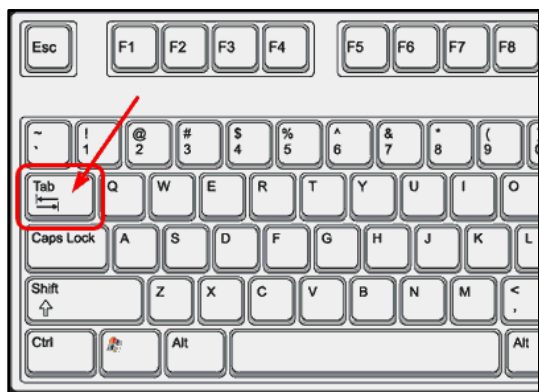 Esc F1 F2 F3 F4 F5 F6 F7 F8
~ ! @ # $ % ^ & * (
` 1 2 3 4 5 6 7 8 9
Tab Q W E R T Y U I O
Caps Lock A S D F G H J K L
Shift Z X C V B N M <
,
Ctrl Alt Alt